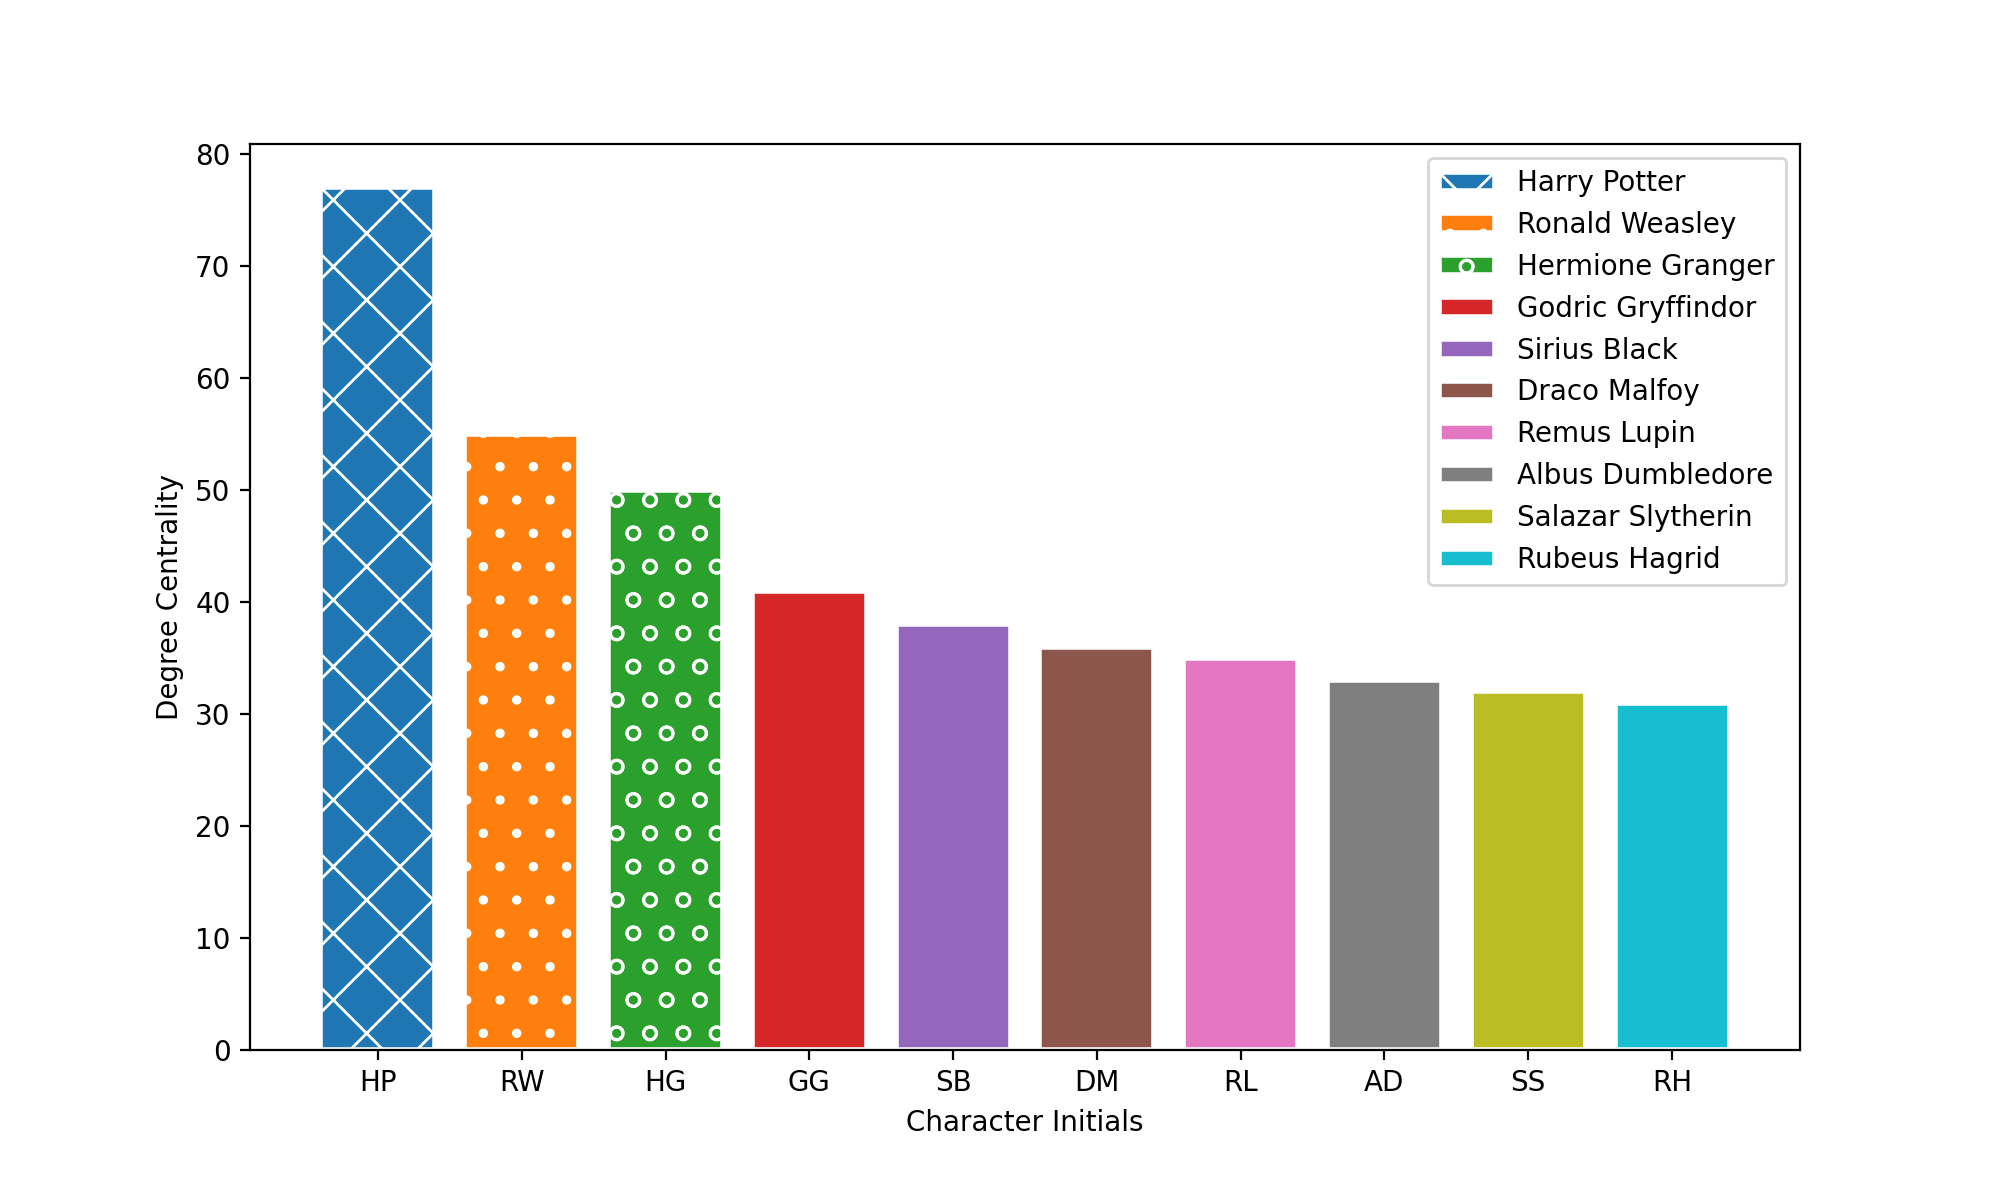 80
70
60
50
40
30
20
10
0
Degree Centrality
Harry Potter
Ronald Weasley
Hermione Granger
Godric Gryffindor
Sirius Black
Draco Malfoy
Remus Lupin
Albus Dumbledore
Salazar Slytherin
Rubeus Hagrid
HP RW HG GG SB DM RL AD SS RH
Character Initials